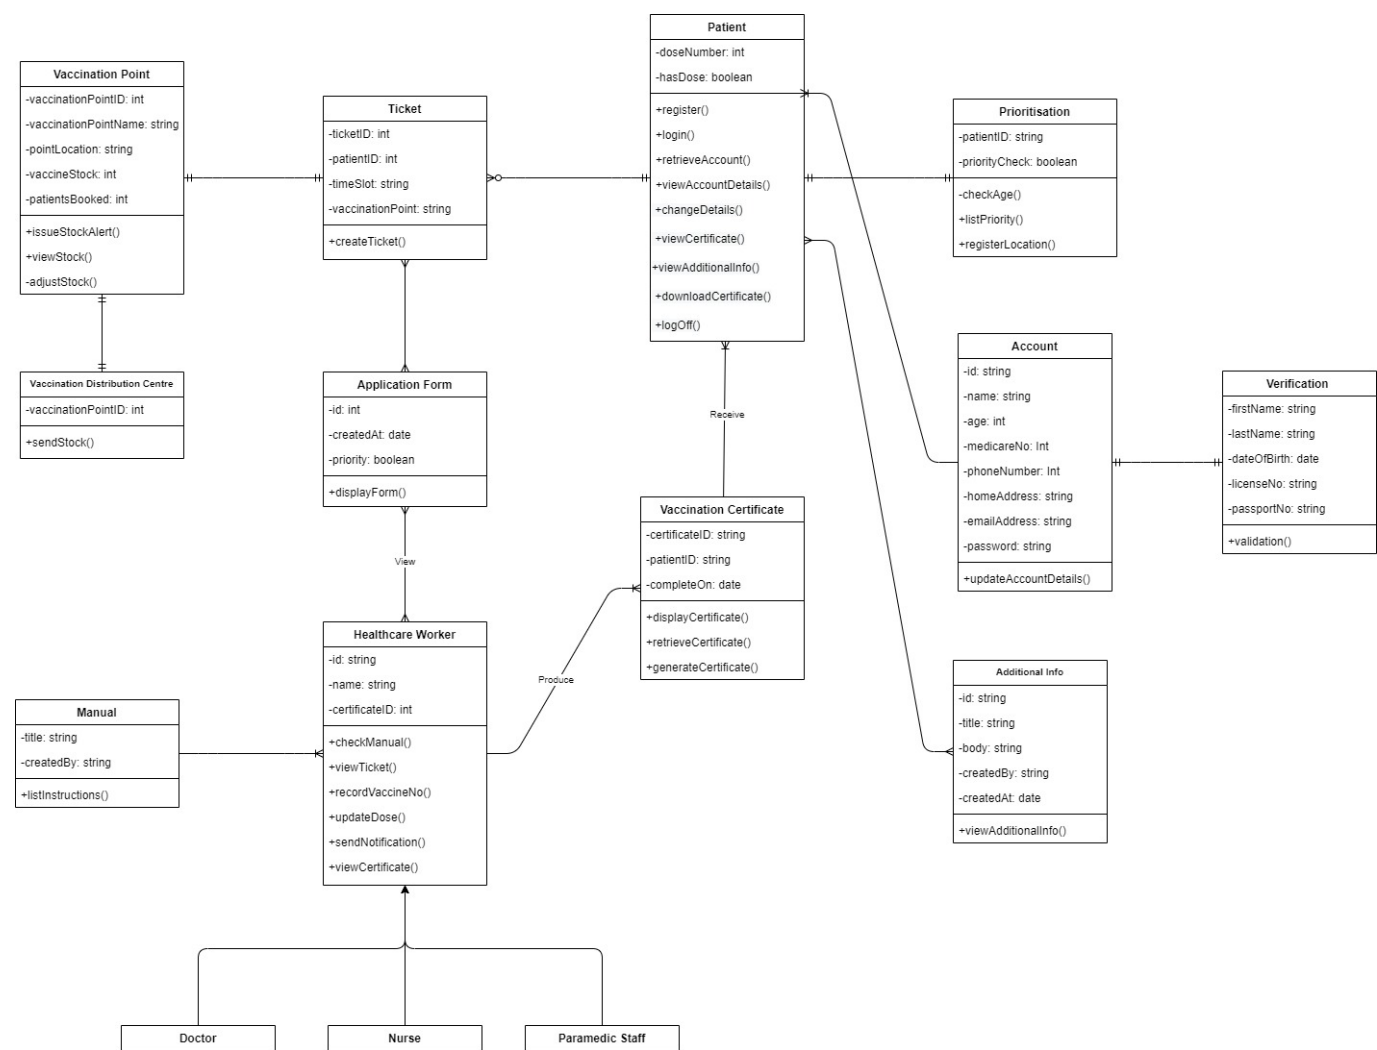 Patient
-doseNumber: int
-hasDose: boolean
+register()
+login()
+retrieveAccount()
+viewAccountDetails()
+changeDetails()
+viewCertificate()
+viewAdditionalInfo()
+downloadCertificate()
+logOff()
Vaccination Point
-vaccinationPointID: int
-vaccinationPointName: string
-pointLocation: string
-vaccineStock: int
-patientsBooked: int
+issueStockAlert()
+viewStock()
-adjustStock()
Ticket
-ticketID: int
-patientID: int
-timeSlot: string
-vaccinationPoint: string
+createTicket()
Prioritisation
-patientID: string
-priorityCheck: boolean
-checkAge()
+listPriority()
+registerLocation()
Vaccination Distribution Centre
-vaccinationPointID: int
+sendStock()
Application Form
-id: int
-createdAt: date
-priority: boolean
+displayForm()
Receive
Account
-id: string
-name: string
-age: int
-medicareNo: Int
-phoneNumber: Int
-homeAddress: string
-emailAddress: string
-password: string
+updateAccountDetails()
Verification
-firstName: string
-lastName: string
-dateOfBirth: date
-licenseNo: string
-passportNo: string
+validation()
View
Vaccination Certificate
-certificateID: string
-patientID: string
-completeOn: date
+displayCertificate()
+retrieveCertificate()
+generateCertificate()
Produce
Healthcare Worker
-id: string
-name: string
-certificateID: int
+checkManual()
+viewTicket()
+recordVaccineNo()
+updateDose()
+sendNotification()
+viewCertificate()
Manual
-title: string
-createdBy: string
+listInstructions()
Additional Info
-id: string
-title: string
-body: string
-createdBy: string
-createdAt: date
+viewAdditionalInfo()
Doctor
Nurse
Paramedic Staff